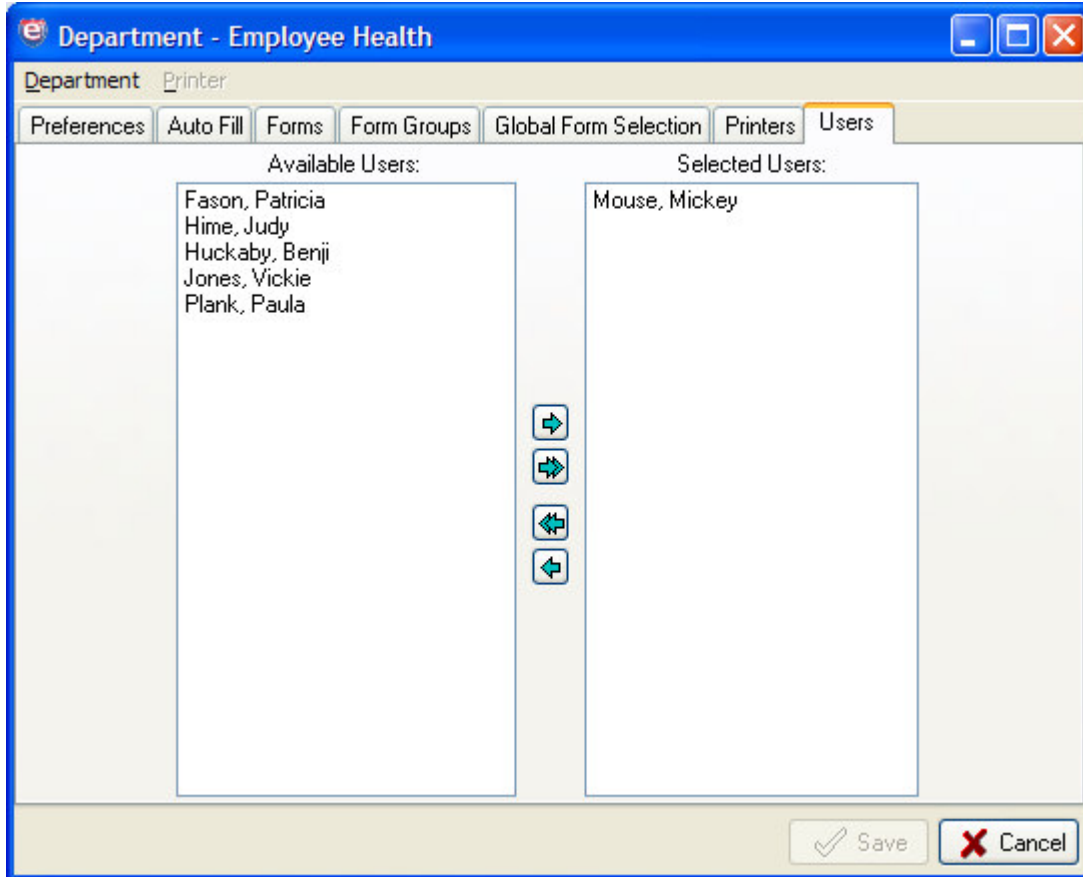 Department - Employee Health
Department Printer
Preferences Auto Fill Forms Form Groups Global Form Selection Printers Users
Available Users:
Fason, Patricia
Hime, Judy
Huckaby, Benji
Jones, Vickie
Plank, Paula
Selected Users:
Mouse, Mickey
Save Cancel